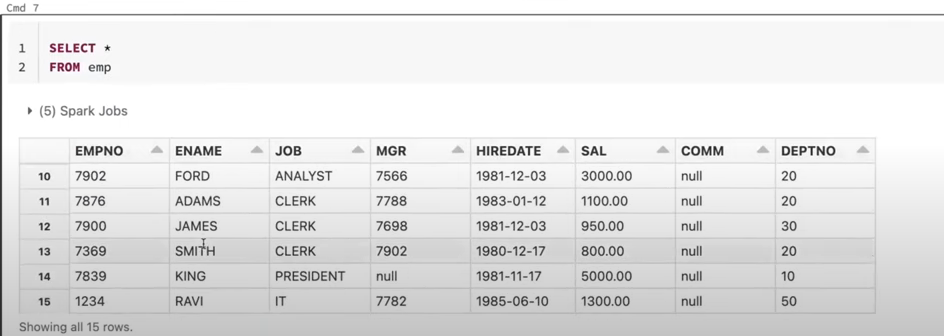 Cmd 7
1 SELECT *
2 FROM emp
(5) Spark Jobs
EMPNO ENAME JOB MGR HIREDATE SAL COMM DEPTNO
10 7902 FORD ANALYST 7566 1981-12-03 3000.00 null 20
11 7876 ADAMS CLERK 7788 1983-01-12 1100.00 null 20
12 7900 JAMES CLERK 7698 1981-12-03 950.00 null 30
13 7369 SMITH CLERK 7902 1980-12-17 800.00 null 20
14 7839 KING PRESIDENT null 1981-11-17 5000.00 null 10
15 1234 RAVI IT 7782 1985-06-10 1300.00 null 50
Showing all 15 rows.